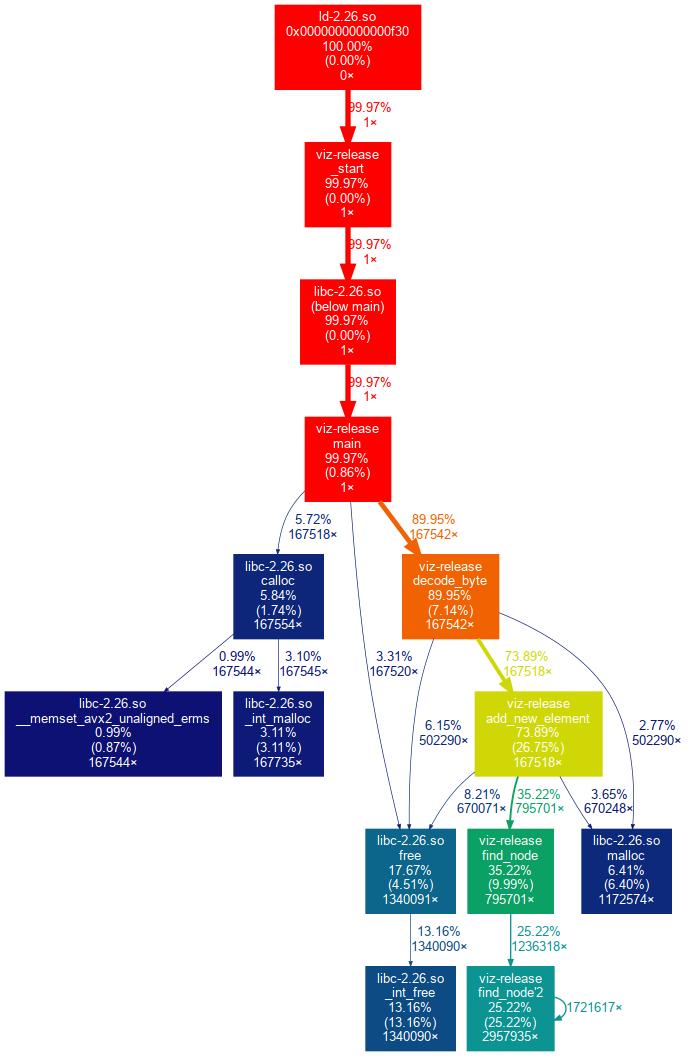 ld-2.26.so
0x0000000000000f30
100.00%
(0.00%)
0×
99.97%
1×
viz-release
_start
99.97%
(0.00%)
1×
99.97%
1×
libc-2.26.so
(below main)
99.97%
(0.00%)
1×
99.97%
1×
viz-release
main
99.97%
(0.86%)
1×
5.72%
167518×
89.95%
167542×
libc-2.26.so
calloc
5.84%
(1.74%)
167554×
viz-release
decode_byte
89.95%
(7.14%)
167542×
0.99%
167544×
3.10%
167545×
3.31%
167520×
73.89%
167518×
libc-2.26.so
__memset_avx2_unaligned_erms
0.99%
(0.87%)
167544×
libc-2.26.so
_int_malloc
3.11%
(3.11%)
167735×
6.15%
502290×
viz-release
add_new_element
73.89%
(26.75%)
167518×
2.77%
502290×
8.21%
670071×
35.22%
795701×
3.65%
670248×
libc-2.26.so
free
17.67%
(4.51%)
1340091×
viz-release
find_node
35.22%
(9.99%)
795701×
libc-2.26.so
malloc
6.41%
(6.40%)
1172574×
13.16%
1340090×
25.22%
1236318×
libc-2.26.so
_int_free
13.16%
(13.16%)
1340090×
viz-release
find_node'2
25.22%
(25.22%)
2957935×
1721617×